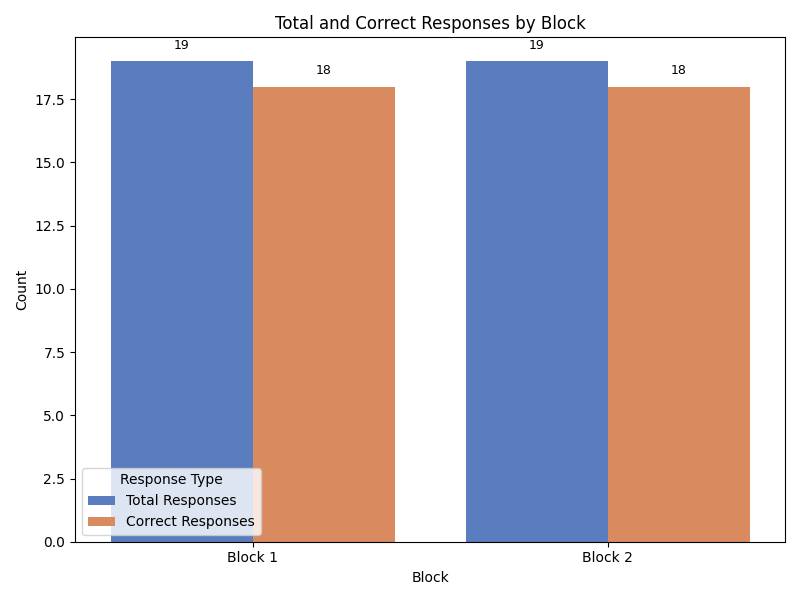 Total and Correct Responses by Block
19
18
19
18
17.5
15.0
12.5
10.0
7.5
5.0
2.5
0.0
Count
Response Type
Total Responses
Correct Responses
Block 1
Block 2
Block